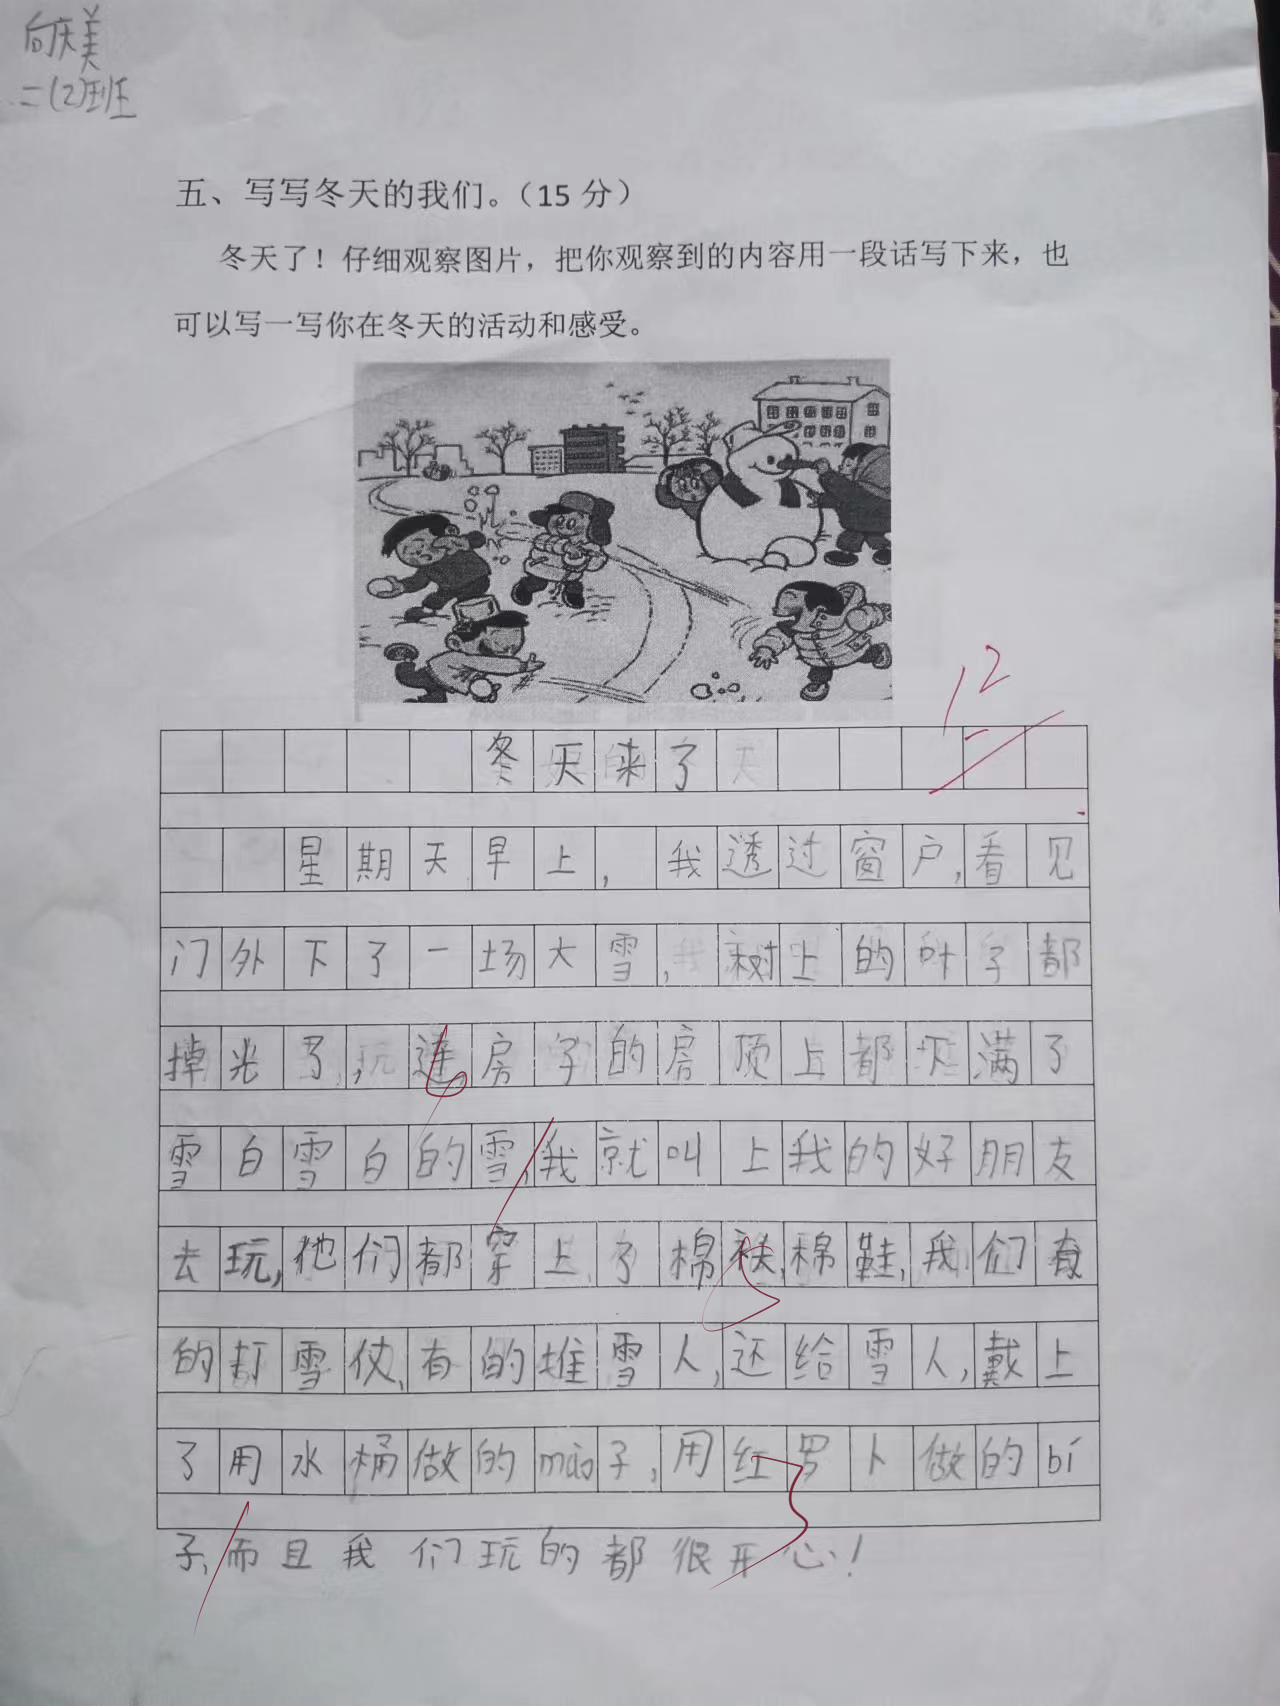 向庆美
二(2)班
五、写写冬天的我们。（15 分）
冬天了！仔细观察图片，把你观察到的内容用一段话写下来，也
可以写一写你在冬天的活动和感受。
12
冬天来了
星期天早上，我透过窗户，看见
门外下了一场大雪，树上的叶子都
掉光了，连房子的房顶上都下满了
雪白雪白的雪，我就叫上我的好朋友
去玩，他们都穿上了棉袄，棉鞋，我们有
的打雪仗，有的堆雪人，还给雪人，戴上
了用水桶做的mào子，用红罗卜做的bí
子，而且我们玩的都很开心！